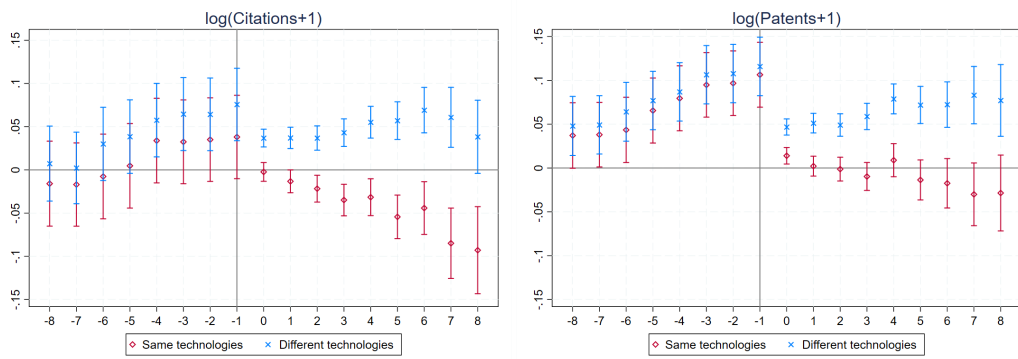 log(Citations+1)
.15
.1
.05
0
-.05
-.1
-.15
-8 -7 -6 -5 -4 -3 -2 -1 0 1 2 3 4 5 6 7 8
Same technologies Different technologies
log(Patents+1)
.15
.1
.05
0
-.05
-.1
-.15
-8 -7 -6 -5 -4 -3 -2 -1 0 1 2 3 4 5 6 7 8
Same technologies Different technologies